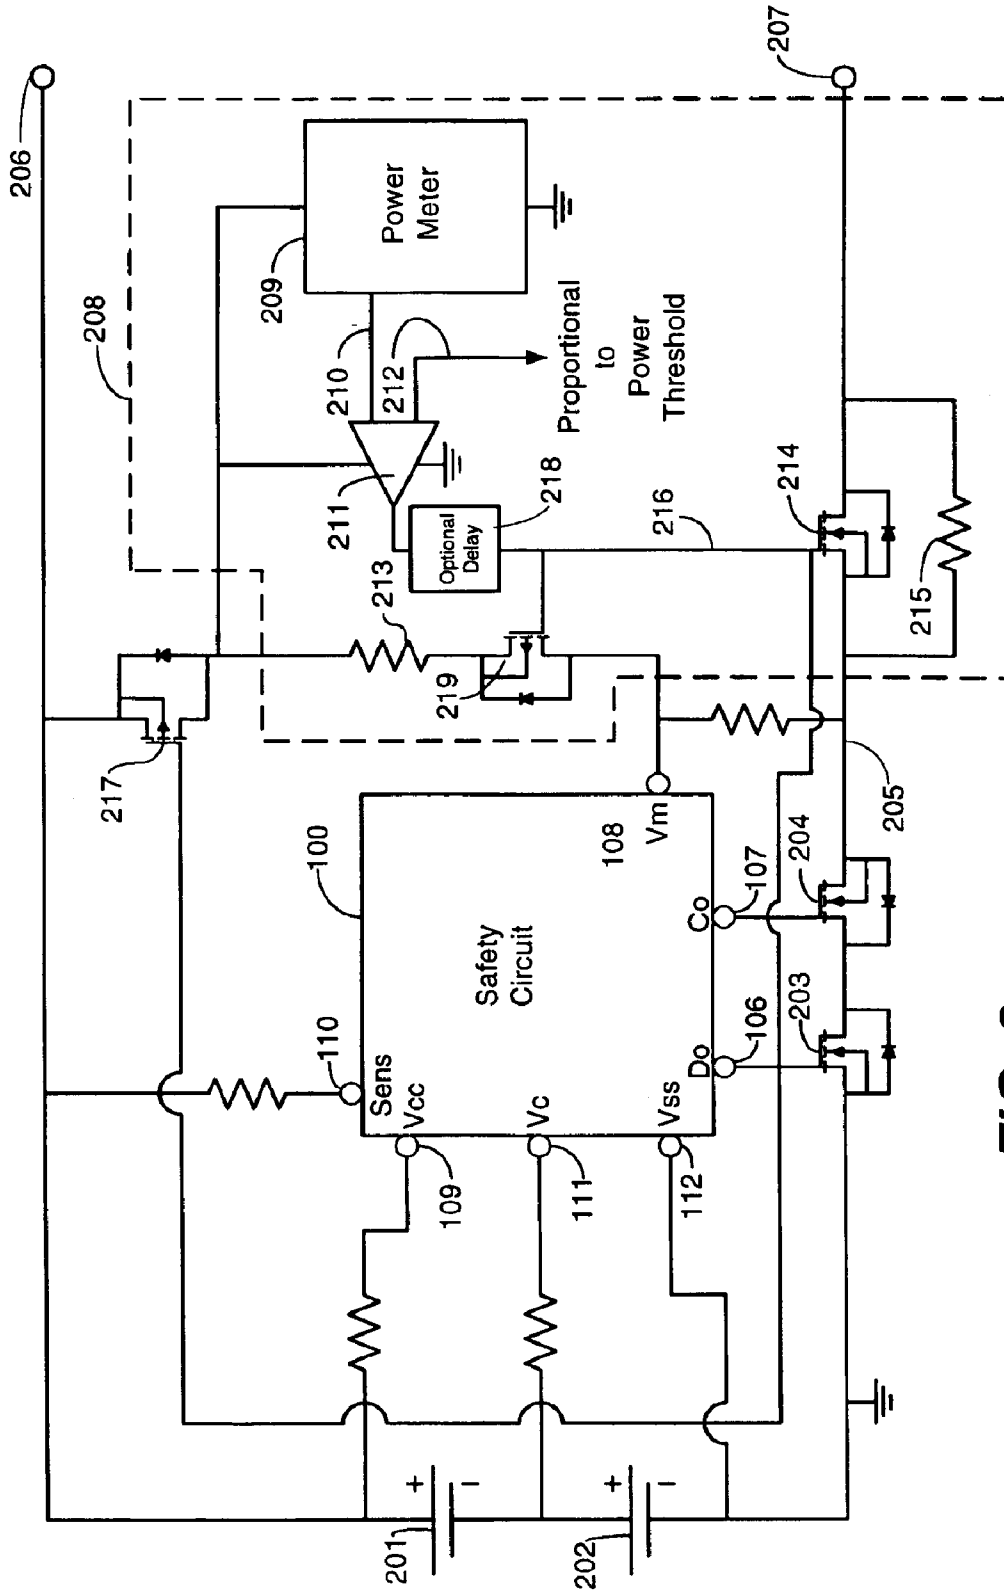 206
207
208
209
Power
Meter
210
212
211
Proportional
to
Power
Threshold
Optional
Delay
218
213
216
214
215
219
217
100
108
Vm
205
204
Safety
Circuit
Co
107
203
110
Sens
Vcc
Vc
Vss
Do
106
109
111
112
+
201
–
+
202
–